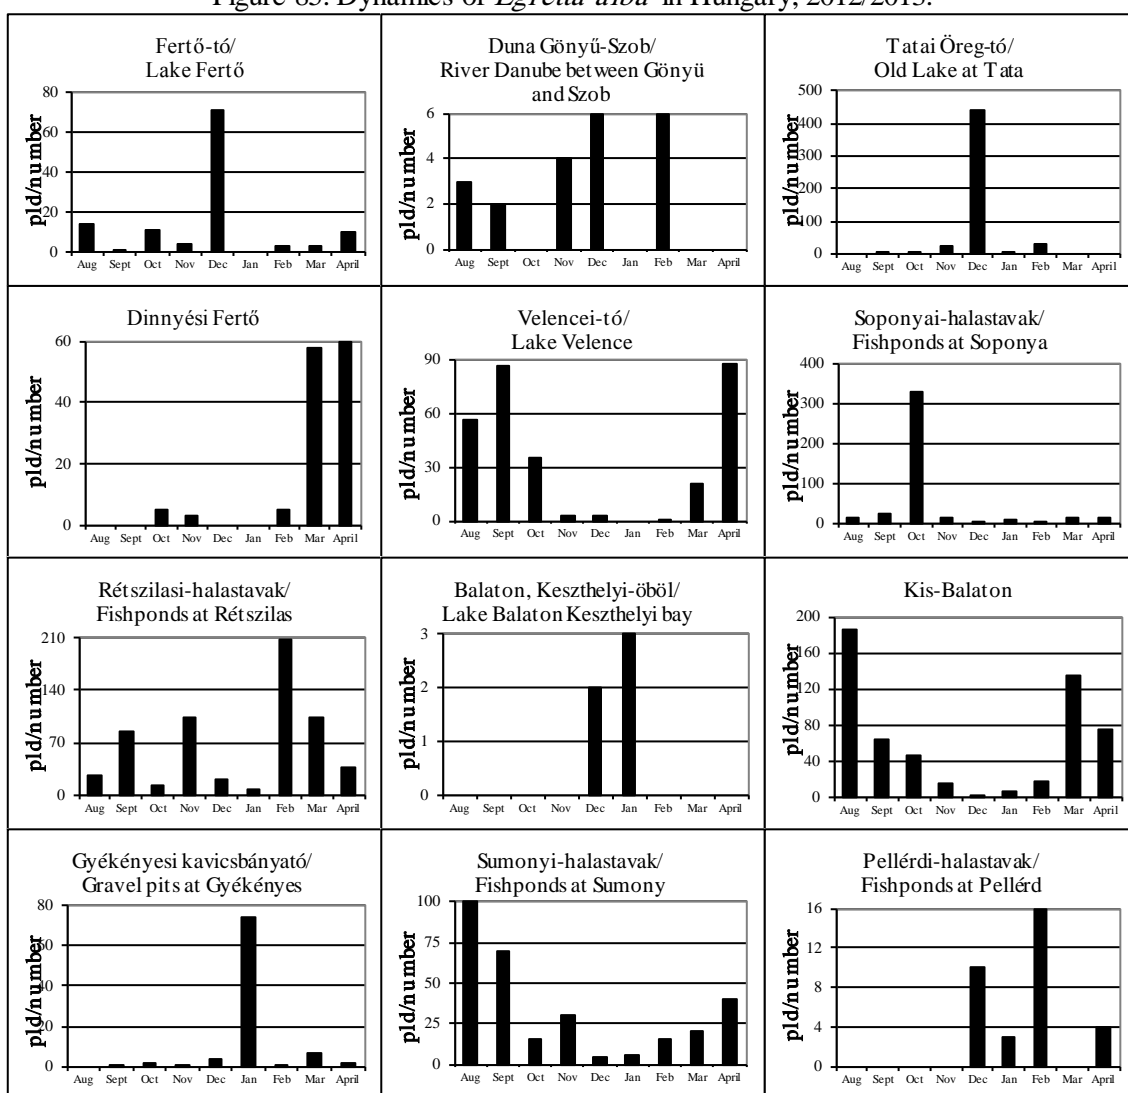 Figure 83. Dynamics of Egretta alba in Hungary, 2012/2013.
Fertő-tó/
Lake Fertő
pld/number
80
60
40
20
0
Aug Sept Oct Nov Dec Jan Feb Mar April
Duna Gönyű-Szob/
River Danube between Gönyü
and Szob
pld/number
6
4
2
0
Aug Sept Oct Nov Dec Jan Feb Mar April
Tatai Öreg-tó/
Old Lake at Tata
pld/number
500
400
300
200
100
0
Aug Sept Oct Nov Dec Jan Feb Mar April
Dinnyési Fertő
pld/number
60
40
20
0
Aug Sept Oct Nov Dec Jan Feb Mar April
Velencei-tó/
Lake Velence
pld/number
90
60
30
0
Aug Sept Oct Nov Dec Jan Feb Mar April
Soponyai-halastavak/
Fishponds at Soponya
pld/number
400
300
200
100
0
Aug Sept Oct Nov Dec Jan Feb Mar April
Rétszilasi-halastavak/
Fishponds at Rétszilas
pld/number
210
140
70
0
Aug Sept Oct Nov Dec Jan Feb Mar April
Balaton, Keszthelyi-öböl/
Lake Balaton Keszthelyi bay
pld/number
3
2
1
0
Aug Sept Oct Nov Dec Jan Feb Mar April
Kis-Balaton
pld/number
200
160
120
80
40
0
Aug Sept Oct Nov Dec Jan Feb Mar April
Gyékényesi kavicsbányató/
Gravel pits at Gyékényes
pld/number
80
60
40
20
0
Aug Sept Oct Nov Dec Jan Feb Mar April
Sumonyi-halastavak/
Fishponds at Sumony
pld/number
100
75
50
25
0
Aug Sept Oct Nov Dec Jan Feb Mar April
Pellérdi-halastavak/
Fishponds at Pellérd
pld/number
16
12
8
4
0
Aug Sept Oct Nov Dec Jan Feb Mar April